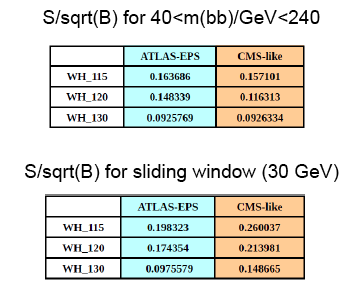 S/sqrt(B) for 40<m(bb)/GeV<240
ATLAS-EPS CMS-like
WH_115 0.163686 0.157101
WH_120 0.148339 0.116313
WH_130 0.0925769 0.0926334
S/sqrt(B) for sliding window (30 GeV)
ATLAS-EPS CMS-like
WH_115 0.198323 0.260037
WH_120 0.174354 0.213981
WH_130 0.0975579 0.148665